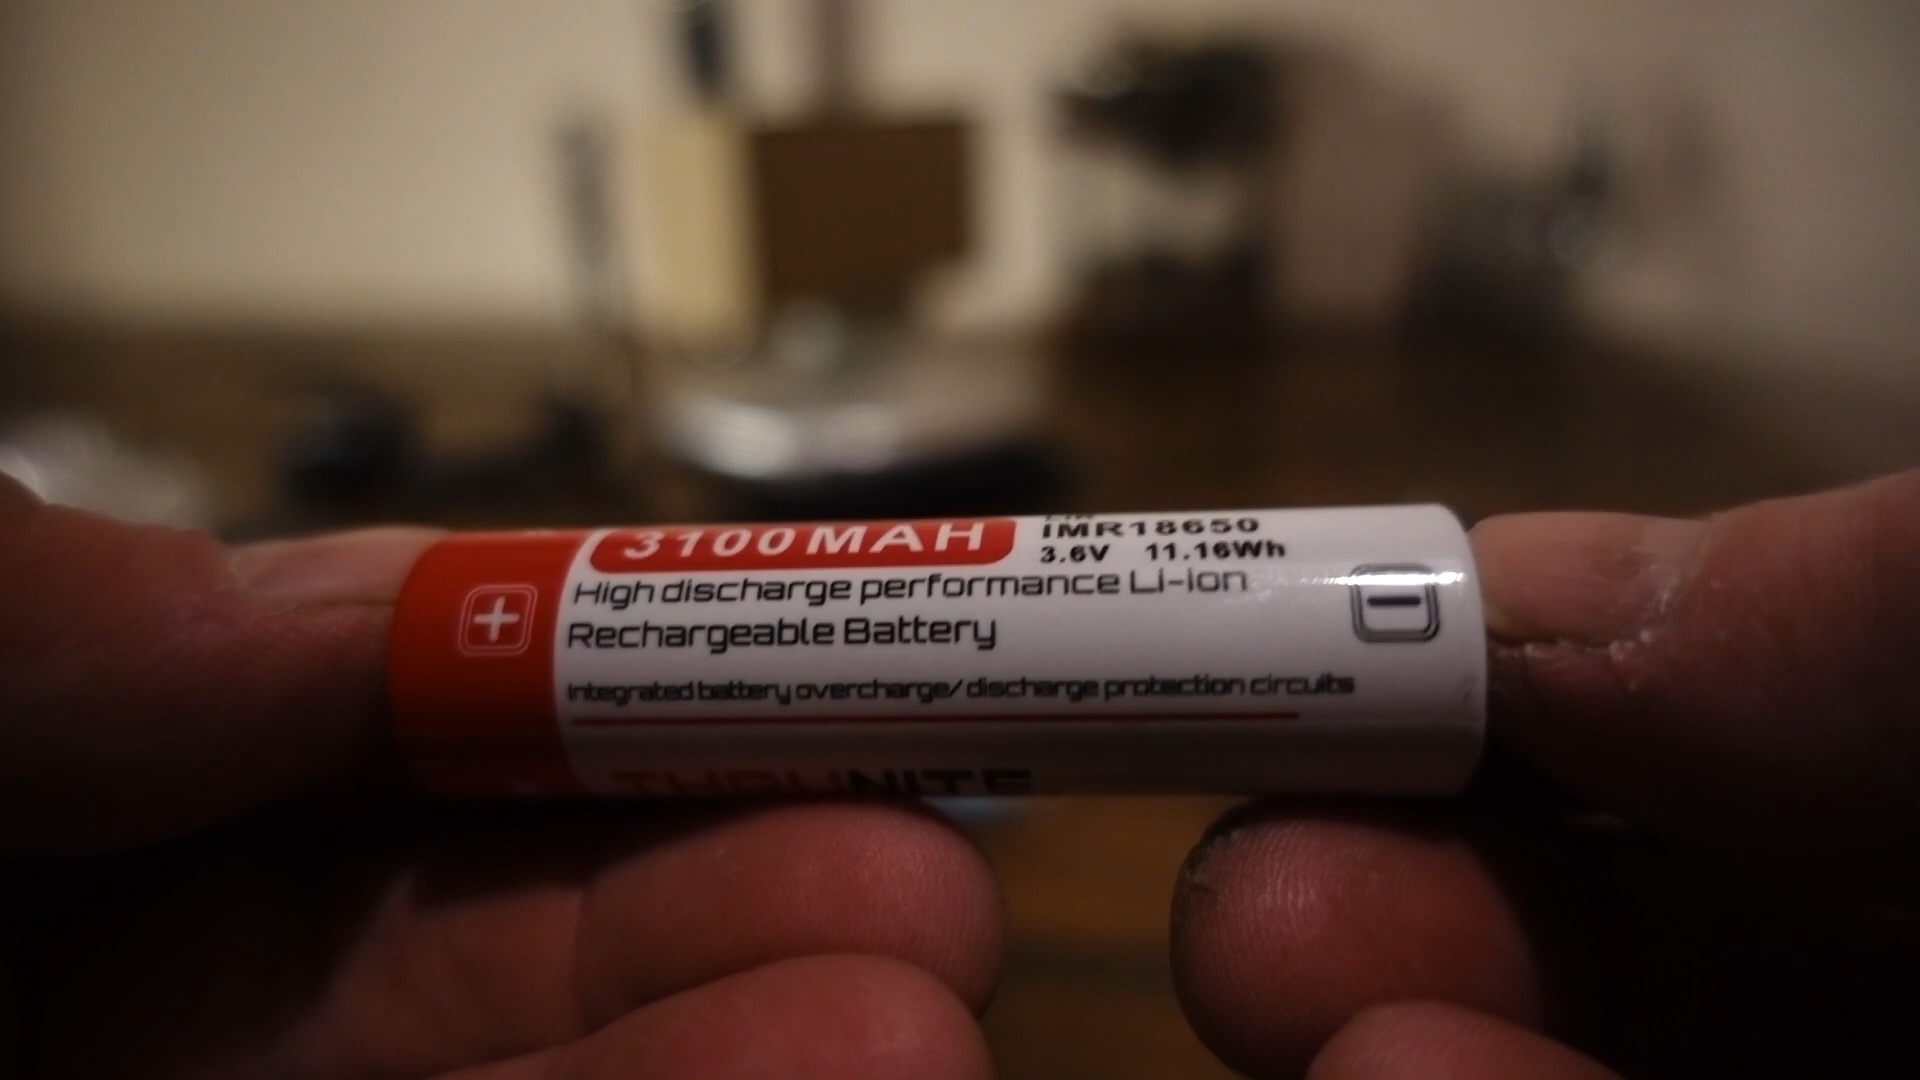 3100MAH
IMR18650
3.6V 11.16Wh
High discharge performance Li-ion
Rechargeable Battery
Integrated battery overcharge/discharge protection circuits
THRUNITE